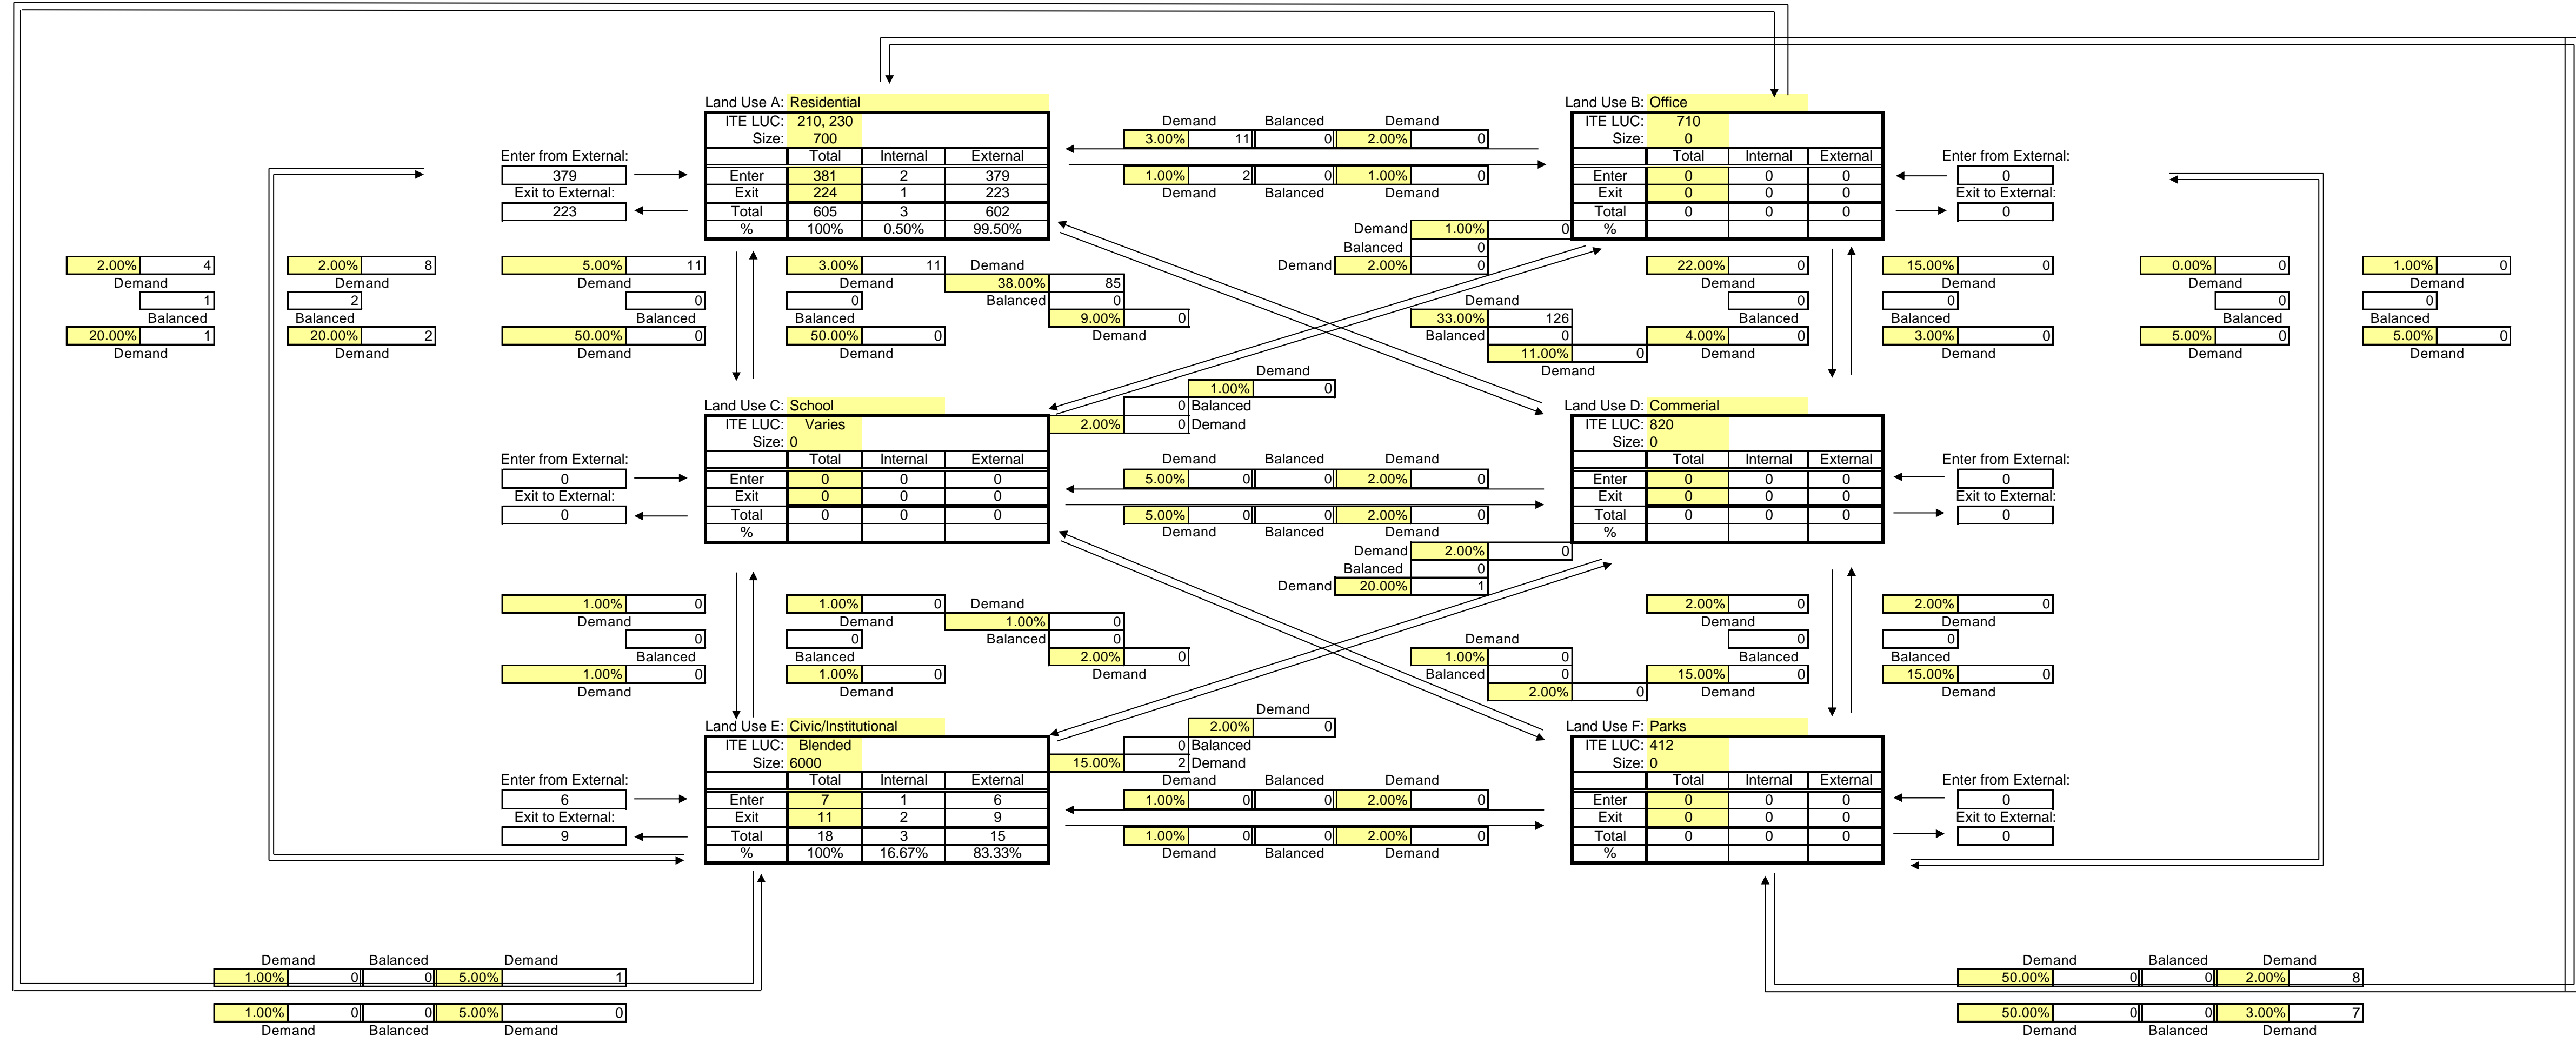 Land Use A: Residential
ITE LUC: 210, 230
Size: 700
Total Internal External
Enter 381 2 379
Exit 224 1 223
Total 605 3 602
% 100% 0.50% 99.50%
Enter from External:
379
Exit to External:
223
Demand Balanced Demand
3.00% 11 0 2.00% 0
1.00% 2 0 1.00% 0
Demand Balanced Demand
Land Use B: Office
ITE LUC: 710
Size: 0
Total Internal External
Enter 0 0 0
Exit 0 0 0
Total 0 0 0
%
Enter from External:
0
Exit to External:
0
Demand 1.00% 0
Balanced 0
Demand 2.00% 0
2.00% 4
Demand
1
Balanced
20.00% 1
Demand
2.00% 8
Demand
2
Balanced
20.00% 2
Demand
5.00% 11
Demand
0
Balanced
50.00% 0
Demand
3.00% 11
Demand
0
Balanced
50.00% 0
Demand
Demand
38.00% 85
Balanced 0
9.00% 0
Demand
Demand
33.00% 126
Balanced 0
11.00% 0
Demand
22.00% 0
Demand
0
Balanced
4.00% 0
Demand
15.00% 0
Demand
0
Balanced
3.00% 0
Demand
0.00% 0
Demand
0
Balanced
5.00% 0
Demand
1.00% 0
Demand
0
Balanced
5.00% 0
Demand
Demand
1.00% 0
0 Balanced
2.00% 0 Demand
Land Use C: School
ITE LUC: Varies
Size: 0
Total Internal External
Enter 0 0 0
Exit 0 0 0
Total 0 0 0
%
Enter from External:
0
Exit to External:
0
Demand Balanced Demand
5.00% 0 0 2.00% 0
5.00% 0 0 2.00% 0
Demand Balanced Demand
Land Use D: Commerial
ITE LUC: 820
Size: 0
Total Internal External
Enter 0 0 0
Exit 0 0 0
Total 0 0 0
%
Enter from External:
0
Exit to External:
0
Demand 2.00% 0
Balanced 0
Demand 20.00% 1
1.00% 0
Demand
0
Balanced
1.00% 0
Demand
1.00% 0
Demand
0
Balanced
1.00% 0
Demand
Demand
1.00% 0
Balanced 0
2.00% 0
Demand
Demand
1.00% 0
Balanced 0
2.00% 0
2.00% 0
Demand
0
Balanced
15.00% 0
Demand
2.00% 0
Demand
0
Balanced
15.00% 0
Demand
Demand
2.00% 0
0 Balanced
15.00% 2 Demand
Land Use E: Civic/Institutional
ITE LUC: Blended
Size: 6000
Total Internal External
Enter 7 1 6
Exit 11 2 9
Total 18 3 15
% 100% 16.67% 83.33%
Enter from External:
6
Exit to External:
9
Demand Balanced Demand
1.00% 0 0 2.00% 0
1.00% 0 0 2.00% 0
Demand Balanced Demand
Land Use F: Parks
ITE LUC: 412
Size: 0
Total Internal External
Enter 0 0 0
Exit 0 0 0
Total 0 0 0
%
Enter from External:
0
Exit to External:
0
Demand Balanced Demand
1.00% 0 0 5.00% 1
1.00% 0 0 5.00% 0
Demand Balanced Demand
Demand Balanced Demand
50.00% 0 0 2.00% 8
50.00% 0 0 3.00% 7
Demand Balanced Demand